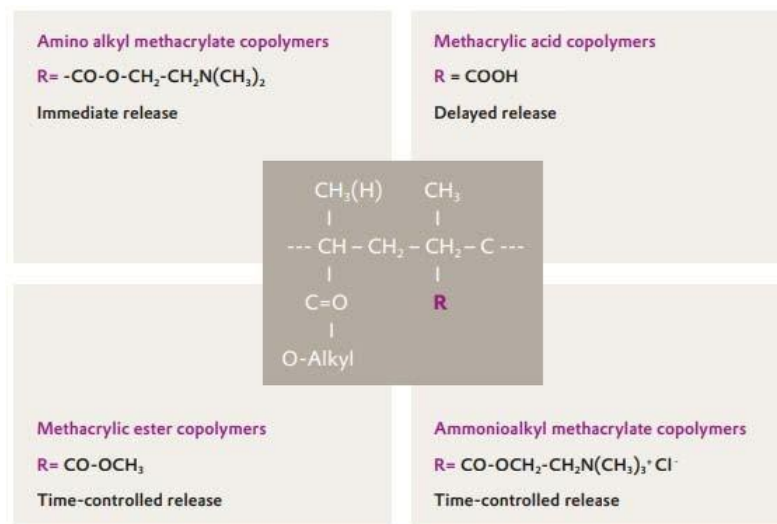 Amino alkyl methacrylate copolymers
R= -CO-O-CH₂-CH₂N(CH₃)₂
Immediate release
Methacrylic acid copolymers
R = COOH
Delayed release
CH₃(H) CH₃
I I
--- CH – CH₂ – CH₂ – C ---
I I
C=O R
I
O-Alkyl
Methacrylic ester copolymers
R= CO-OCH₃
Time-controlled release
Ammonioalkyl methacrylate copolymers
R= CO-OCH₂-CH₂N(CH₃)₃⁺Cl⁻
Time-controlled release